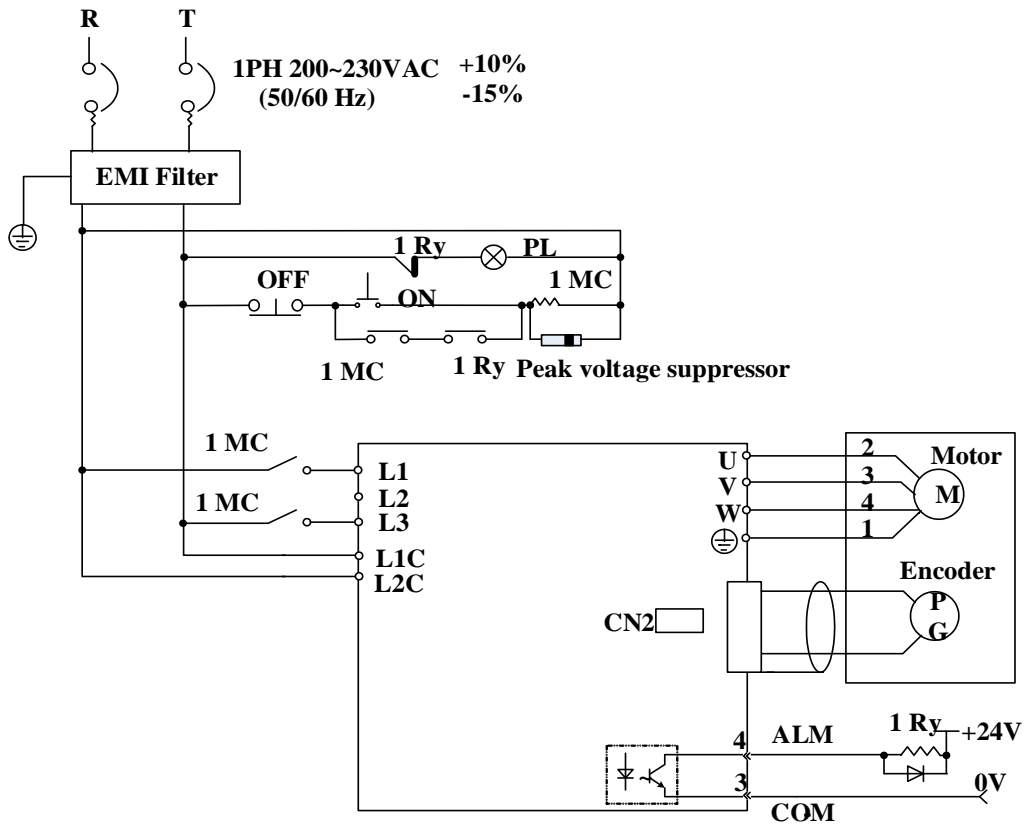 R
T
1PH 200~230VAC +10%
(50/60 Hz) -15%
EMI Filter
1 Ry
PL
OFF
1 MC
ON
1 MC
1 Ry
Peak voltage suppressor
1 MC
L1
L2
1 MC
L3
L1C
L2C
U
V
W
2
3
4
1
Motor
M
Encoder
P
G
CN2
1 Ry
+24V
4
ALM
3
0V
COM